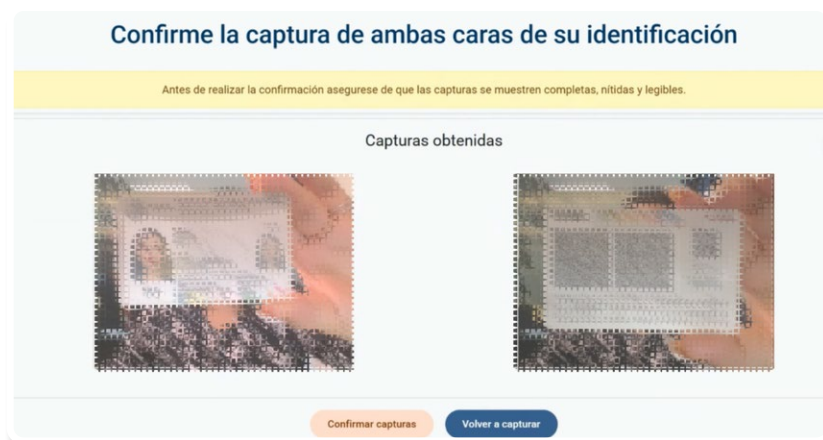 Confirme la captura de ambas caras de su identificación
Antes de realizar la confirmación asegurese de que las capturas se muestren completas, nítidas y legibles.
Capturas obtenidas
Confirmar capturas
Volver a capturar